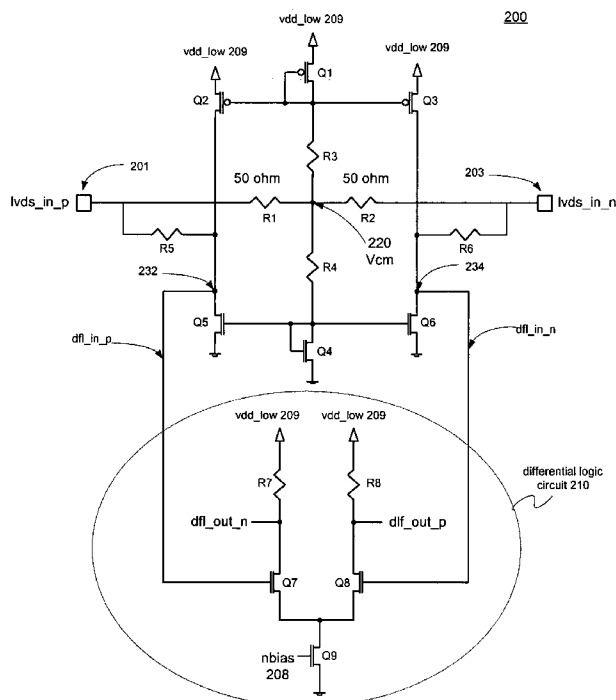 200
vdd_low 209
vdd_low 209
vdd_low 209
Q1
Q2
Q3
R3
201
50 ohm
50 ohm
203
lvds_in_p
lvds_in_n
R1
R2
R5
R6
220
Vcm
R4
232
234
Q5
Q6
dfl_in_p
dfl_in_n
Q4
vdd_low 209
vdd_low 209
differential logic
circuit 210
R7
R8
dfl_out_n
dlf_out_p
Q7
Q8
nbias
208
Q9